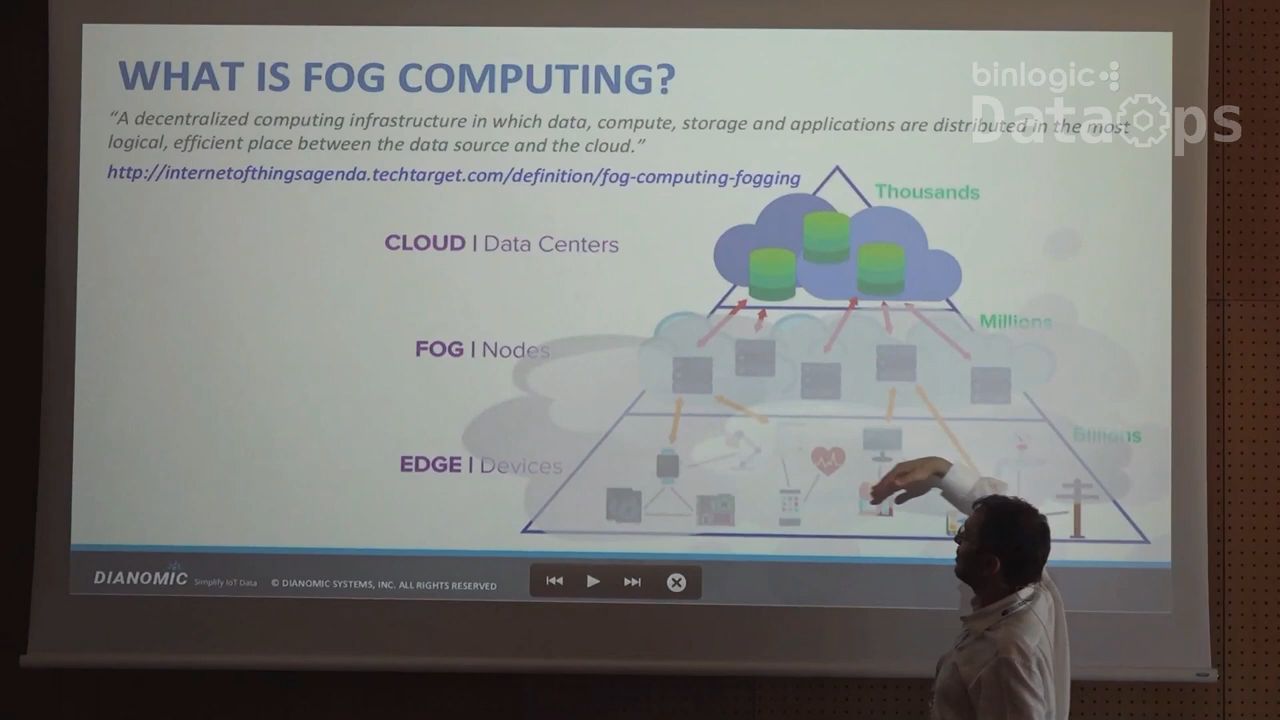 WHAT IS FOG COMPUTING?
binlogic
DataOps
“A decentralized computing infrastructure in which data, compute, storage and applications are distributed in the most
logical, efficient place between the data source and the cloud.”
http://internetofthingsagenda.techtarget.com/definition/fog-computing-fogging
Thousands
CLOUD | Data Centers
Millions
FOG | Nodes
Billions
EDGE | Devices
DIANOMIC Simplify IoT Data © DIANOMIC SYSTEMS, INC. ALL RIGHTS RESERVED